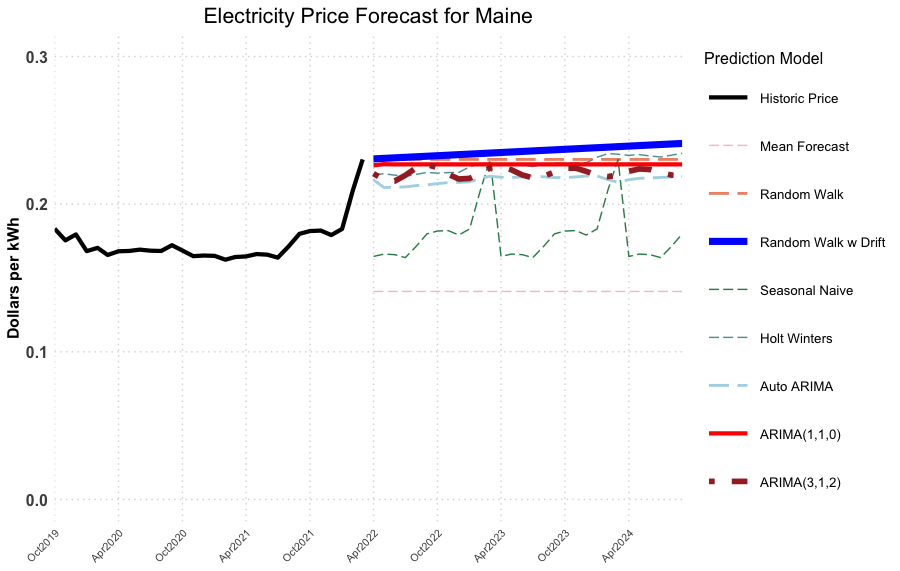 Electricity Price Forecast for Maine
0.3
0.2
0.1
0.0
Dollars per kWh
Oct2019
Apr2020
Oct2020
Apr2021
Oct2021
Apr2022
Oct2022
Apr2023
Oct2023
Apr2024
Prediction Model
Historic Price
Mean Forecast
Random Walk
Random Walk w Drift
Seasonal Naive
Holt Winters
Auto ARIMA
ARIMA(1,1,0)
ARIMA(3,1,2)